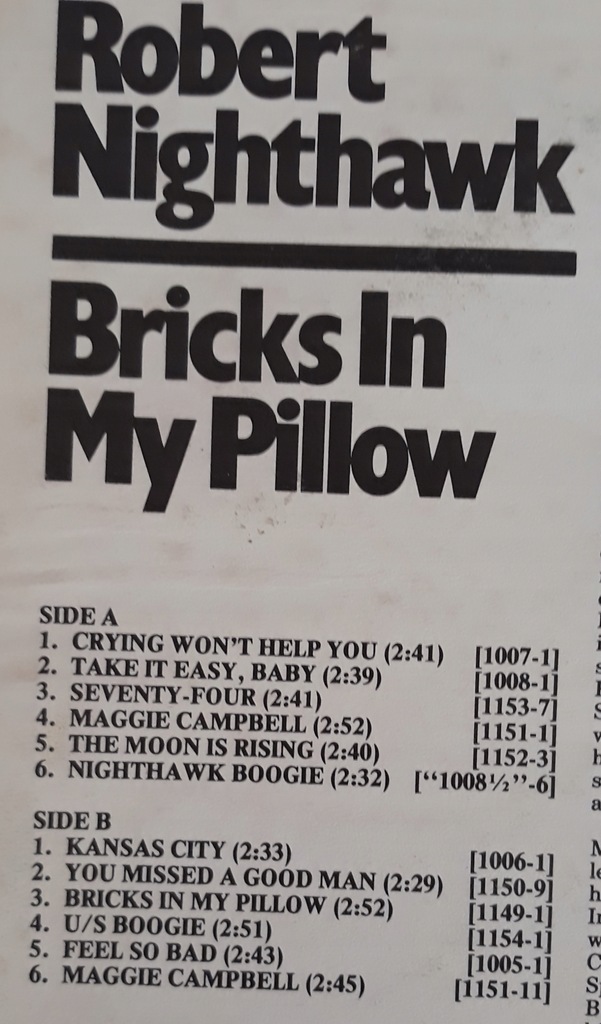 Robert
Nighthawk
Bricks In
My Pillow
SIDE A
1. CRYING WON'T HELP YOU (2:41) [1007-1]
2. TAKE IT EASY, BABY (2:39) [1008-1]
3. SEVENTY-FOUR (2:41) [1153-7]
4. MAGGIE CAMPBELL (2:52) [1151-1]
5. THE MOON IS RISING (2:40) [1152-3]
6. NIGHTHAWK BOOGIE (2:32) [“1008½”-6]
SIDE B
1. KANSAS CITY (2:33) [1006-1]
2. YOU MISSED A GOOD MAN (2:29) [1150-9]
3. BRICKS IN MY PILLOW (2:52) [1149-1]
4. U/S BOOGIE (2:51) [1154-1]
5. FEEL SO BAD (2:43) [1005-1]
6. MAGGIE CAMPBELL (2:45) [1151-11]